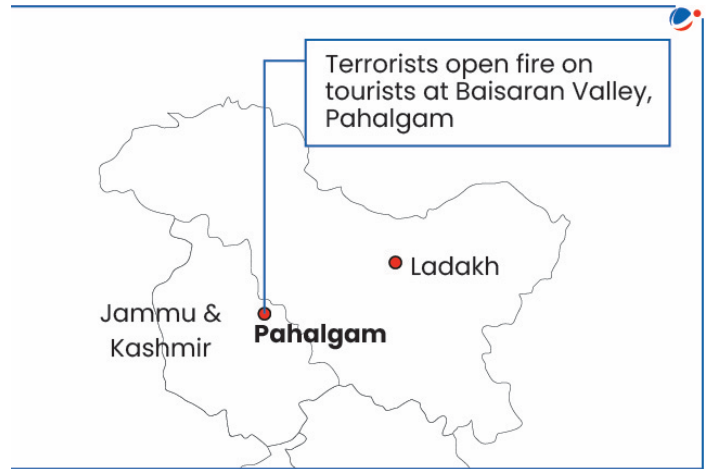 Terrorists open fire on
tourists at Baisaran Valley,
Pahalgam
Ladakh
Jammu &
Kashmir
Pahalgam